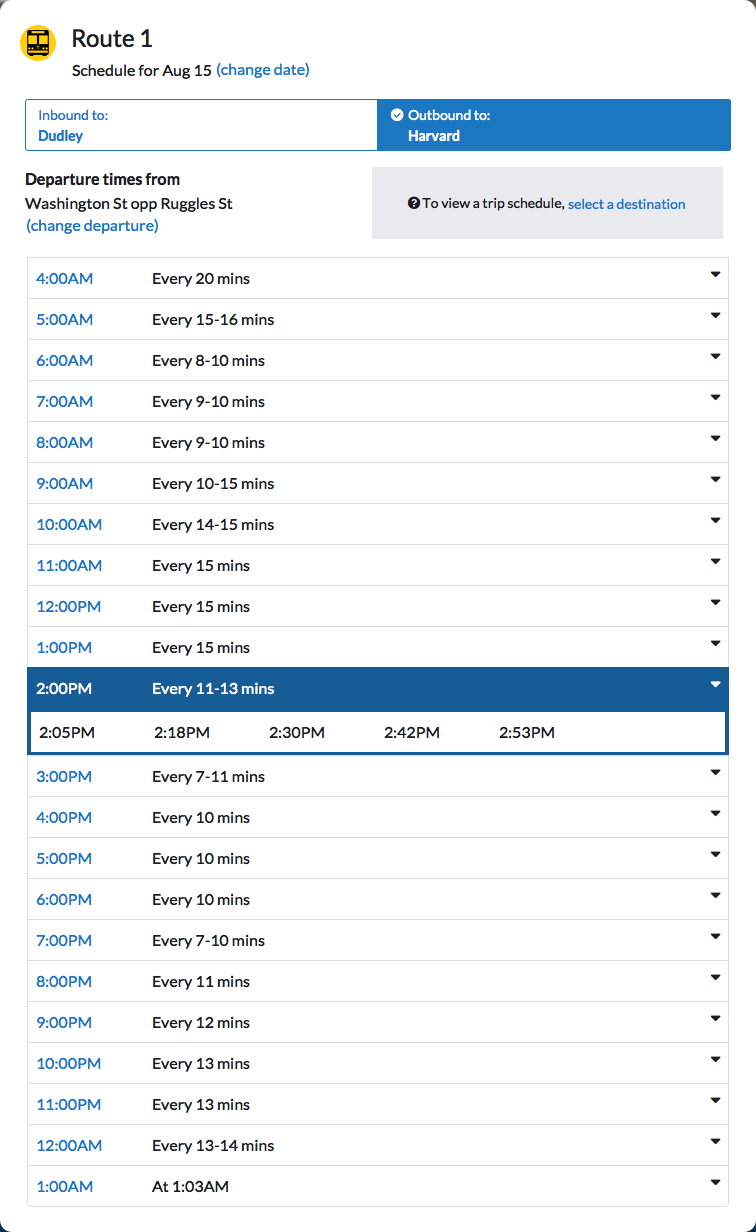 Route 1
Schedule for Aug 15 (change date)
Inbound to:
Dudley
Outbound to:
Harvard
Departure times from
Washington St opp Ruggles St
(change departure)
To view a trip schedule, select a destination
4:00AM Every 20 mins
5:00AM Every 15-16 mins
6:00AM Every 8-10 mins
7:00AM Every 9-10 mins
8:00AM Every 9-10 mins
9:00AM Every 10-15 mins
10:00AM Every 14-15 mins
11:00AM Every 15 mins
12:00PM Every 15 mins
1:00PM Every 15 mins
2:00PM Every 11-13 mins
2:05PM 2:18PM 2:30PM 2:42PM 2:53PM
3:00PM Every 7-11 mins
4:00PM Every 10 mins
5:00PM Every 10 mins
6:00PM Every 10 mins
7:00PM Every 7-10 mins
8:00PM Every 11 mins
9:00PM Every 12 mins
10:00PM Every 13 mins
11:00PM Every 13 mins
12:00AM Every 13-14 mins
1:00AM At 1:03AM